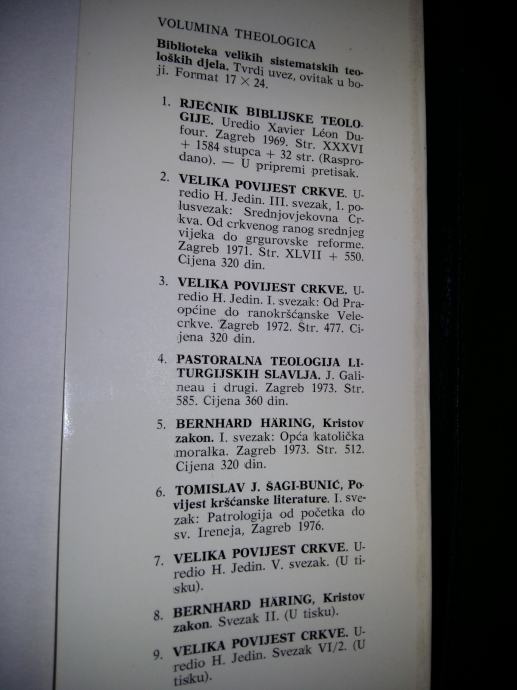 VOLUMINA THEOLOGICA
Biblioteka velikih sistematskih teo-
loških djela. Tvrdi uvez, ovitak u bo-
ji. Format 17 × 24.
1. RJEČNIK BIBLIJSKE TEOLO-
GIJE. Uredio Xavier Léon Du-
four. Zagreb 1969. Str. XXXVI
+ 1584 stupca + 32 str. (Raspro-
dano). — U pripremi pretisak.
2. VELIKA POVIJEST CRKVE. U-
redio H. Jedin. III. svezak, 1. po-
lusvezak: Srednjovjekovna Cr-
kva. Od crkvenog ranog srednjeg
vijeka do grgurovske reforme.
Zagreb 1971. Str. XLVII + 550.
Cijena 320 din.
3. VELIKA POVIJEST CRKVE. U-
redio H. Jedin. I. svezak: Od Pra-
općine do ranokršćanske Vele-
crkve. Zagreb 1972. Str. 477. Ci-
jena 320 din.
4. PASTORALNA TEOLOGIJA LI-
TURGIJSKIH SLAVLJA. J. Gali-
neau i drugi. Zagreb 1973. Str.
585. Cijena 360 din.
5. BERNHARD HÄRING, Kristov
zakon. I. svezak: Opća katolička
moralka. Zagreb 1973. Str. 512.
Cijena 320 din.
6. TOMISLAV J. ŠAGI-BUNIĆ, Po-
vijest kršćanske literature. I. sve-
zak: Patrologija od početka do
sv. Ireneja, Zagreb 1976.
7. VELIKA POVIJEST CRKVE. U-
redio H. Jedin. V. svezak. (U ti-
sku).
8. BERNHARD HÄRING, Kristov
zakon. Svezak II. (U tisku).
9. VELIKA POVIJEST CRKVE. U-
redio H. Jedin. Svezak VI/2. (U
tisku).